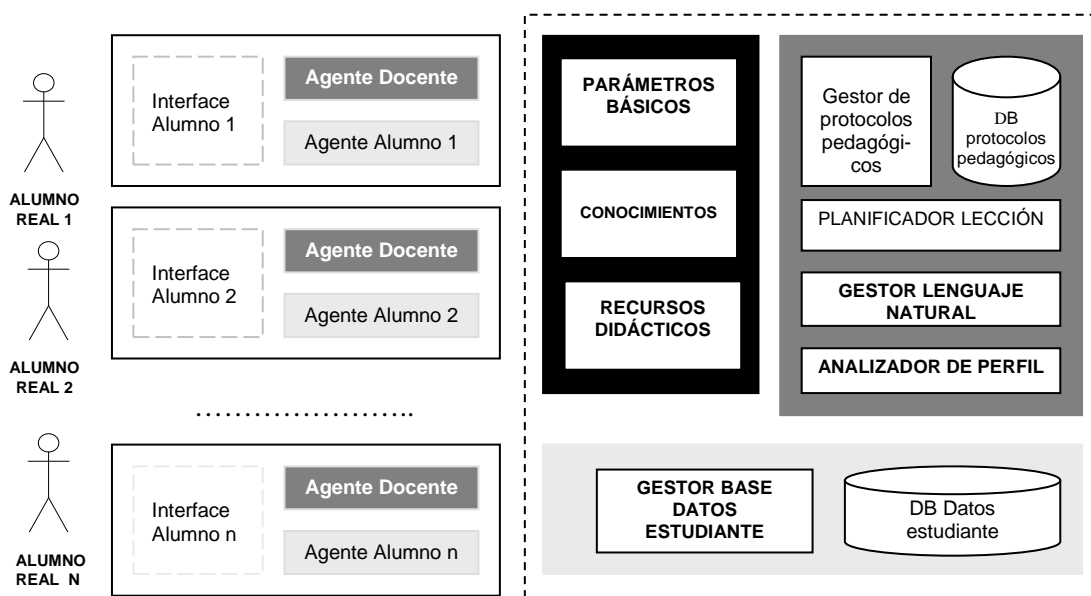 ALUMNO
REAL 1
Interface
Alumno 1
Agente Docente
Agente Alumno 1
ALUMNO
REAL 2
Interface
Alumno 2
Agente Docente
Agente Alumno 2
……………………..
ALUMNO
REAL N
Interface
Alumno n
Agente Docente
Agente Alumno n
PARÁMETROS
BÁSICOS
CONOCIMIENTOS
RECURSOS
DIDÁCTICOS
Gestor de
protocolos
pedagógi-
cos
DB
protocolos
pedagógicos
PLANIFICADOR LECCIÓN
GESTOR LENGUAJE
NATURAL
ANALIZADOR DE PERFIL
GESTOR BASE
DATOS
ESTUDIANTE
DB Datos
estudiante